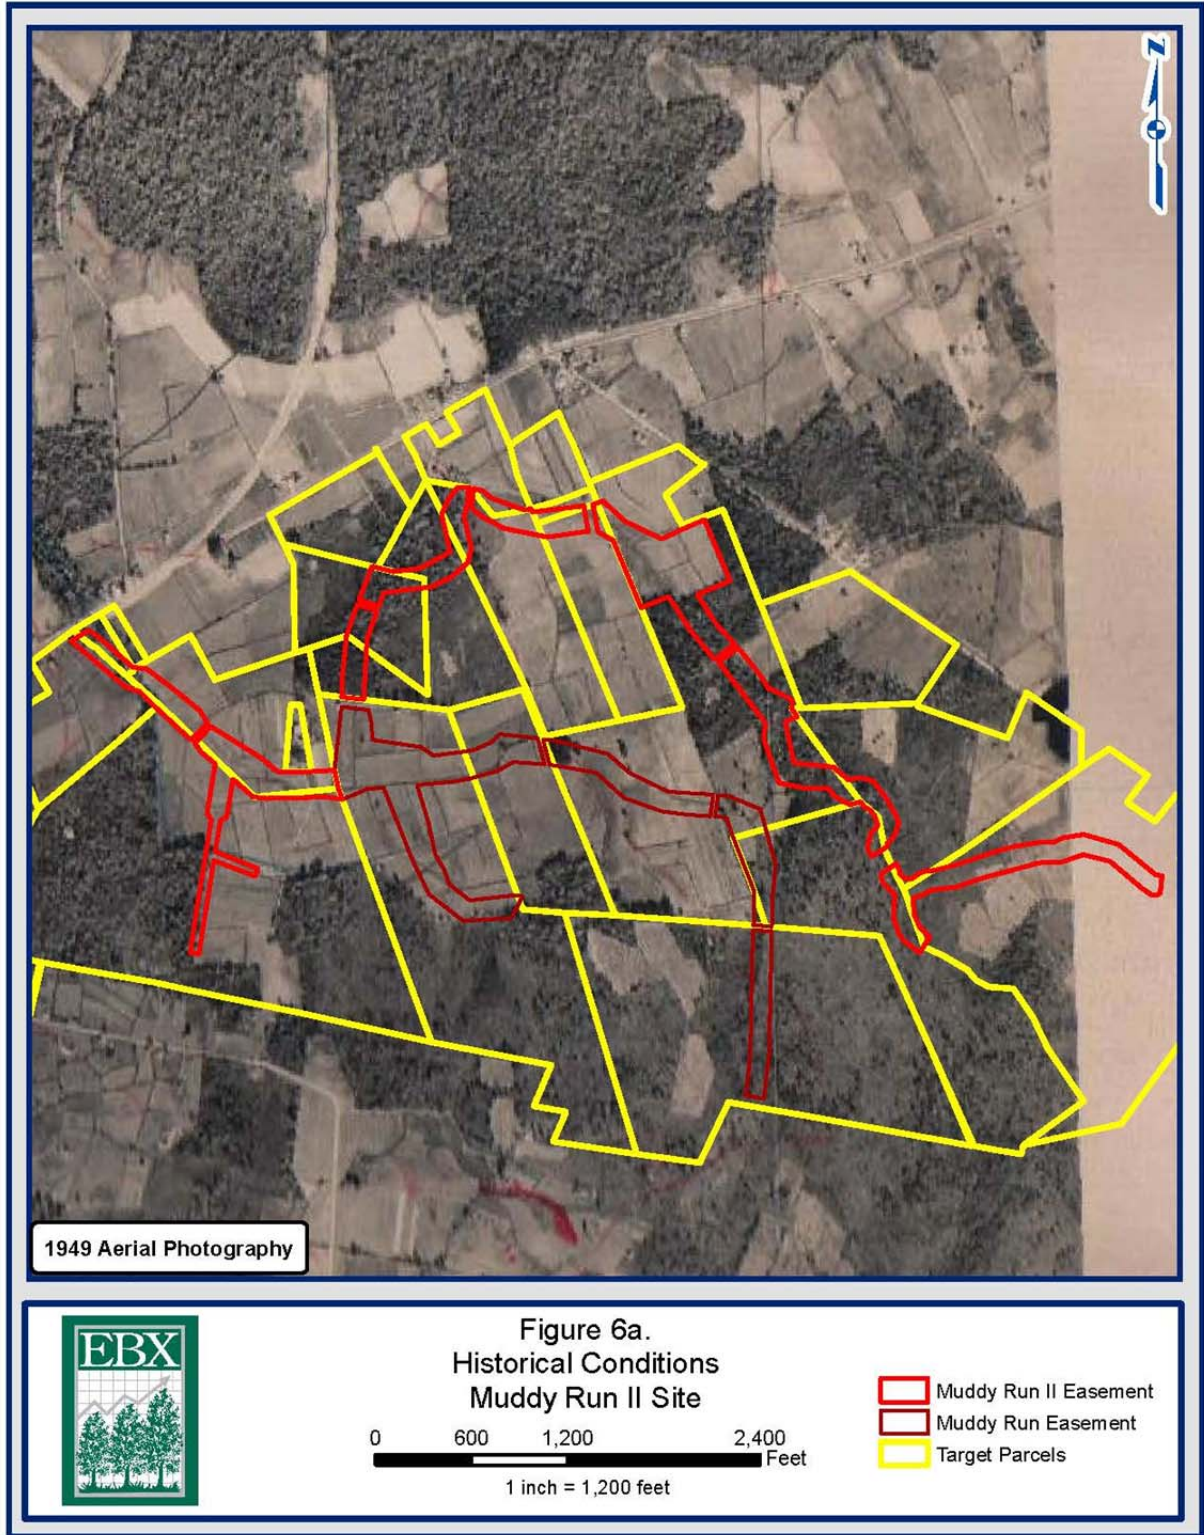 N
1949 Aerial Photography
EBX
Figure 6a.
Historical Conditions
Muddy Run II Site
0 600 1,200 2,400
Feet
1 inch = 1,200 feet
Muddy Run II Easement
Muddy Run Easement
Target Parcels